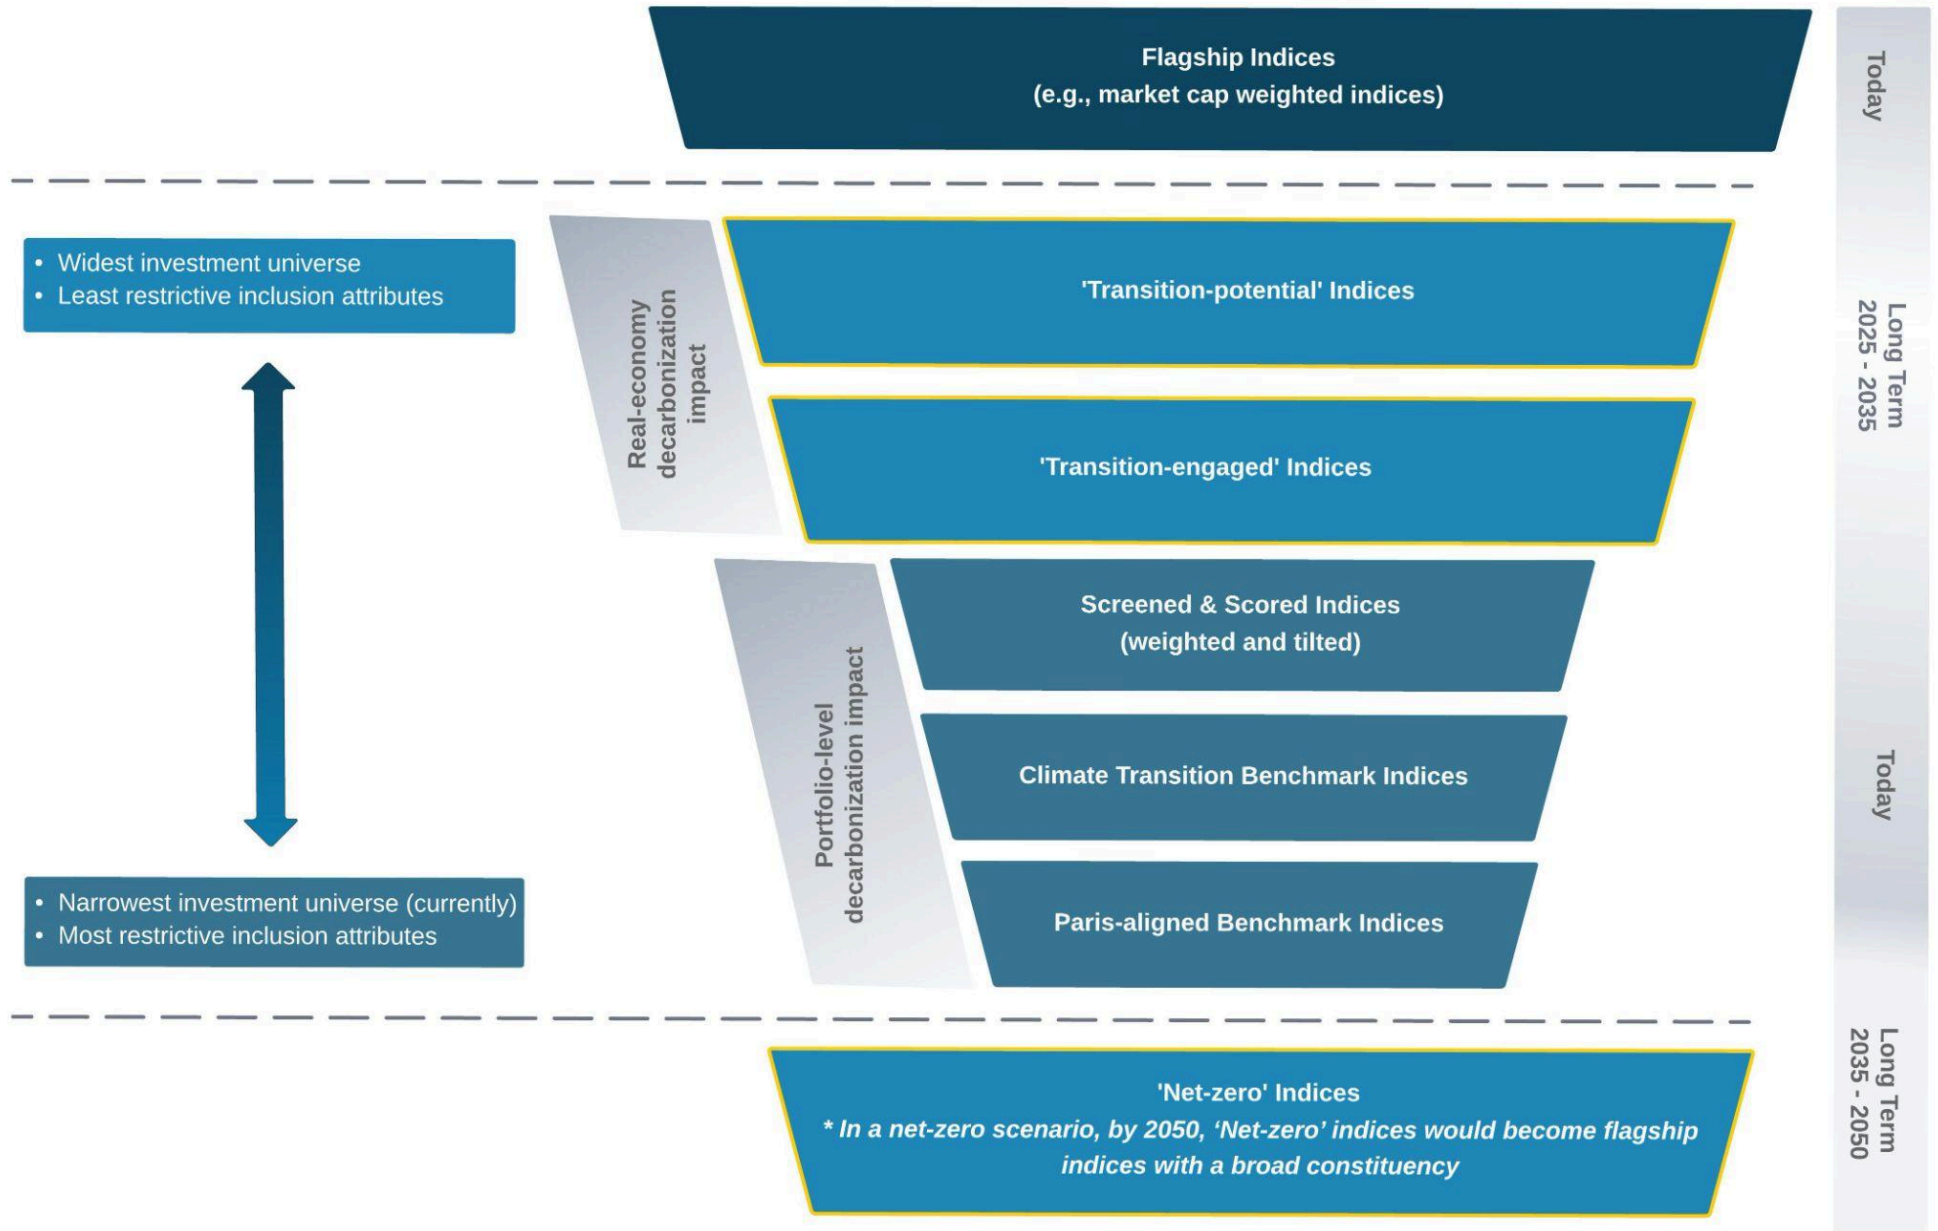 Flagship Indices
(e.g., market cap weighted indices)
Today
• Widest investment universe
• Least restrictive inclusion attributes
Real-economy
decarbonization
impact
'Transition-potential' Indices
'Transition-engaged' Indices
Long Term
2025 - 2035
Portfolio-level
decarbonization impact
Screened & Scored Indices
(weighted and tilted)
Climate Transition Benchmark Indices
Paris-aligned Benchmark Indices
Today
• Narrowest investment universe (currently)
• Most restrictive inclusion attributes
'Net-zero' Indices
* In a net-zero scenario, by 2050, ‘Net-zero’ indices would become flagship
indices with a broad constituency
Long Term
2035 - 2050